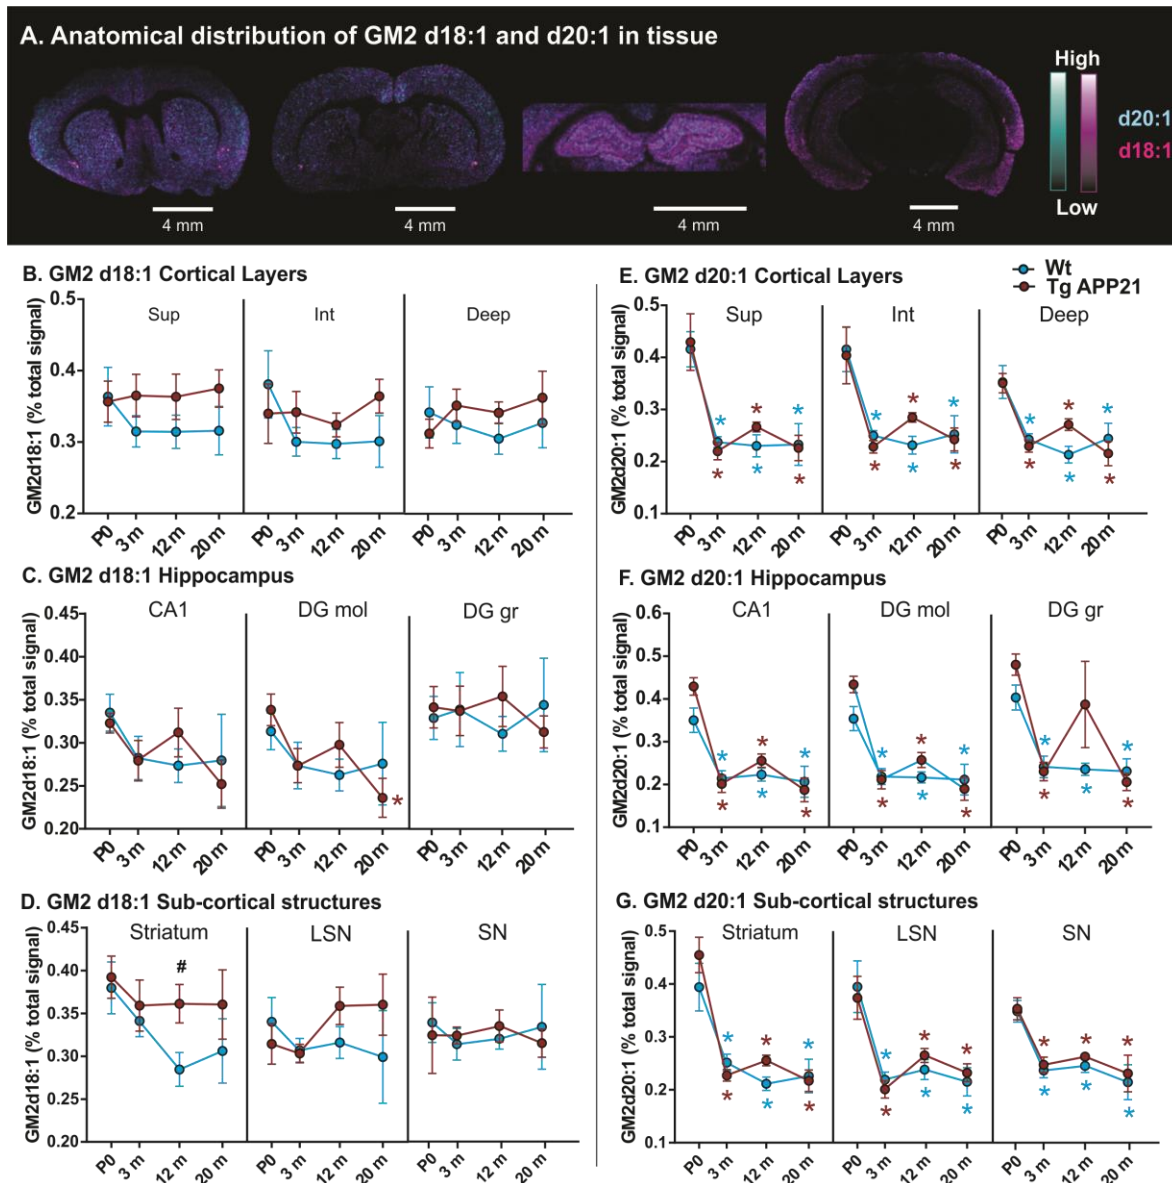 A. Anatomical distribution of GM2 d18:1 and d20:1 in tissue
High
d20:1
d18:1
Low
4 mm
4 mm
4 mm
4 mm
B. GM2 d18:1 Cortical Layers
Sup
Int
Deep
GM2d18:1 (% total signal)
0.5
0.4
0.3
0.2
P0 3 m 12 m 20 m
P0 3 m 12 m 20 m
P0 3 m 12 m 20 m
C. GM2 d18:1 Hippocampus
CA1
DG mol
DG gr
*
GM2d18:1 (% total signal)
0.45
0.40
0.35
0.30
0.25
0.20
P0 3 m 12 m 20 m
P0 3 m 12 m 20 m
P0 3 m 12 m 20 m
D. GM2 d18:1 Sub-cortical structures
Striatum
LSN
SN
#
GM2d18:1 (% total signal)
0.45
0.40
0.35
0.30
0.25
0.20
P0 3 m 12 m 20 m
P0 3 m 12 m 20 m
P0 3 m 12 m 20 m
Wt
Tg APP21
E. GM2 d20:1 Cortical Layers
Sup
Int
Deep
* * *
* * *
* * *
* * *
* * *
* * *
GM2d20:1 (% total signal)
0.5
0.4
0.3
0.2
0.1
P0 3 m 12 m 20 m
P0 3 m 12 m 20 m
P0 3 m 12 m 20 m
F. GM2 d20:1 Hippocampus
CA1
DG mol
DG gr
* * *
* * *
* * *
* * *
* *
* * *
GM2d20:1 (% total signal)
0.6
0.5
0.4
0.3
0.2
0.1
P0 3 m 12 m 20 m
P0 3 m 12 m 20 m
P0 3 m 12 m 20 m
G. GM2 d20:1 Sub-cortical structures
Striatum
LSN
SN
* * *
* * *
* * *
* * *
* * *
* * *
GM2d20:1 (% total signal)
0.5
0.4
0.3
0.2
0.1
P0 3 m 12 m 20 m
P0 3 m 12 m 20 m
P0 3 m 12 m 20 m